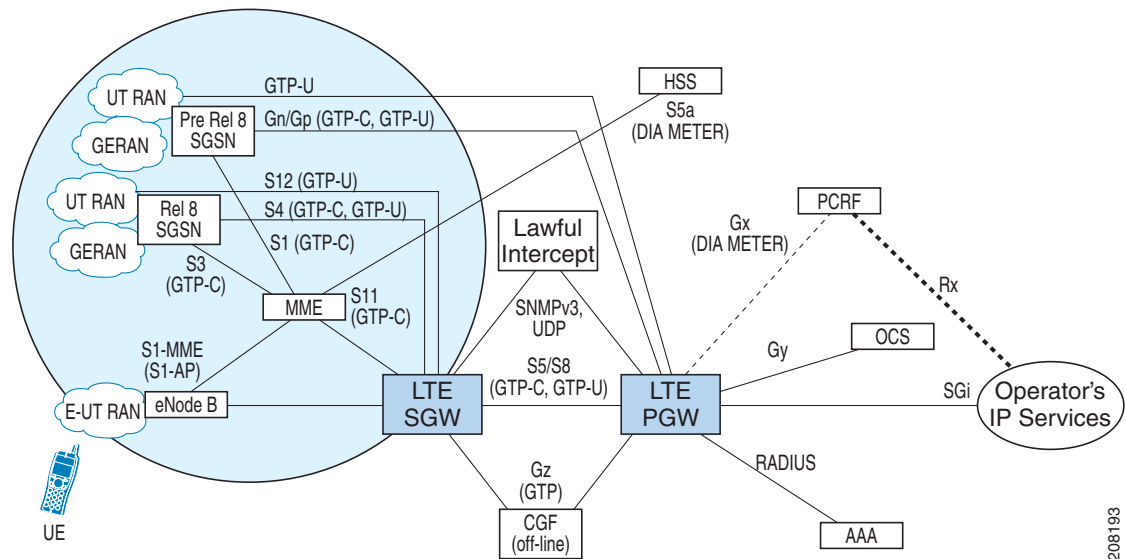 UT RAN
GTP-U
HSS
S5a
(DIA METER)
Pre Rel 8
SGSN
Gn/Gp (GTP-C, GTP-U)
GERAN
S12 (GTP-U)
UT RAN
Rel 8
SGSN
S4 (GTP-C, GTP-U)
PCRF
Gx
(DIA METER)
Lawful
Intercept
GERAN
S1 (GTP-C)
S3
(GTP-C)
MME
S11
(GTP-C)
SNMPv3,
UDP
Rx
OCS
Gy
S1-MME
(S1-AP)
S5/S8
(GTP-C, GTP-U)
E-UT RAN
eNode B
LTE
SGW
LTE
PGW
SGi
Operator's
IP Services
UE
Gz
(GTP)
RADIUS
CGF
(off-line)
AAA
208193